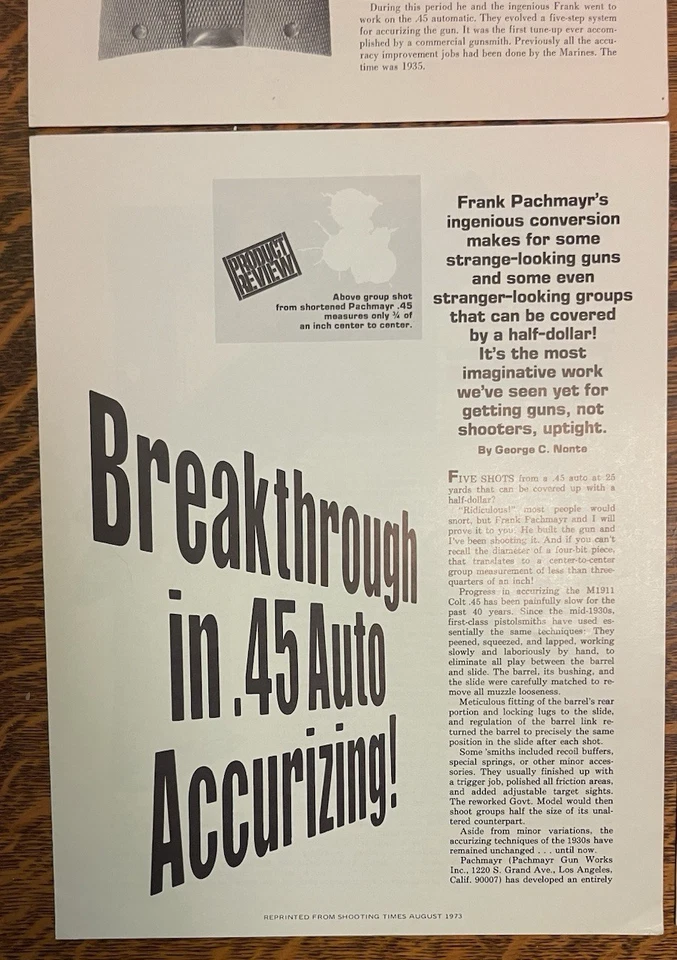 During this period he and the ingenious Frank went to
work on the .45 automatic. They evolved a five-step system
for accurizing the gun. It was the first tune-up ever accom-
plished by a commercial gunsmith. Previously all the accu-
racy improvement jobs had been done by the Marines. The
time was 1935.
PRODUCT
REVIEW
Above group shot
from shortened Pachmayr .45
measures only ¾ of
an inch center to center.
Breakthrough
in .45 Auto
Accurizing!
Frank Pachmayr's
ingenious conversion
makes for some
strange-looking guns
and some even
stranger-looking groups
that can be covered
by a half-dollar!
It's the most
imaginative work
we've seen yet for
getting guns, not
shooters, uptight.
By George C. Nonte
FIVE SHOTS from a .45 auto at 25
yards that can be covered up with a
half-dollar?
"Ridiculous!" most people would
snort, but Frank Pachmayr and I will
prove it to you. He built the gun and
I've been shooting it. And if you can't
recall the diameter of a four-bit piece,
that translates to a center-to-center
group measurement of less than three-
quarters of an inch!
Progress in accurizing the M1911
Colt .45 has been painfully slow for the
past 40 years. Since the mid-1930s,
first-class pistolsmiths have used es-
sentially the same techniques: They
peened, squeezed, and lapped, working
slowly and laboriously by hand, to
eliminate all play between the barrel
and slide. The barrel, its bushing, and
the slide were carefully matched to re-
move all muzzle looseness.
Meticulous fitting of the barrel's rear
portion and locking lugs to the slide,
and regulation of the barrel link re-
turned the barrel to precisely the same
position in the slide after each shot.
Some 'smiths included recoil buffers,
special springs, or other minor acces-
sories. They usually finished up with
a trigger job, polished all friction areas,
and added adjustable target sights.
The reworked Govt. Model would then
shoot groups half the size of its unal-
tered counterpart.
Aside from minor variations, the
accurizing techniques of the 1930s have
remained unchanged . . . until now.
Pachmayr (Pachmayr Gun Works
Inc., 1220 S. Grand Ave., Los Angeles,
Calif. 90007) has developed an entirely
REPRINTED FROM SHOOTING TIMES AUGUST 1973